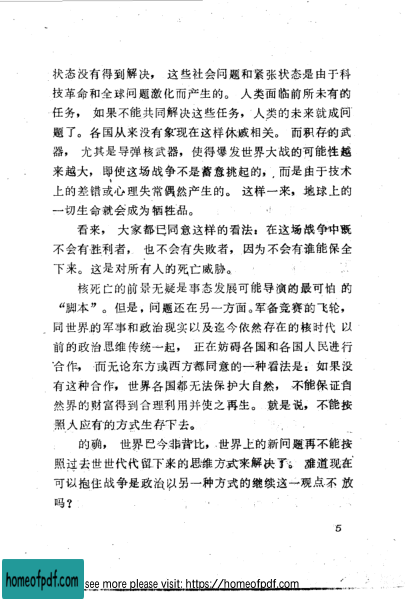 状态没有得到解决， 这些社会问题和紧张状态是由于科
技革命和全球问题激化而产生的。 人类面临前所未有的
任务， 如果不能共同解决这些任务，人类的未来就成问
题了。各国从来没有象现在这样休戚相关。 而积存的武
器， 尤其是导弹核武器，使得爆发世界大战的可能性越
来越大，即使这场战争不是蓄意挑起的，而是由于技术
上的差错或心理失常偶然产生的。 这样一来，地球上的
一切生命就会成为牺牲品。
看来， 大家都已同意这样的看法：在这场战争中既
不会有胜利者， 也不会有失败者，因为不会有谁能保全
下来。这是对所有人的死亡威胁。
核死亡的前景无疑是事态发展可能导演的最可怕 的
“脚本”。但是，问题还在另一方面。军备竞赛的飞轮，
同世界的军事和政治现实以及迄今依然存在的核时代 以
前的政治思维传统一起， 正在妨碍各国和各国人民进行
合作， 而无论东方或西方都同意的一种看法是：如果没
有这种合作，世界各国都无法保护大自然， 不能保证自
然界的财富得到合理利用并使之再生。 就是说，不能按
照人应有的方式生存下去。
的确， 世界已今非昔比，世界上的新问题再不能按
照过去世世代代留下来的思维方式来解决了。 难道现在
可以抱住战争是政治以另一种方式的继续这一观点不 放
吗？
5
homeofpdf.com
see more please visit: https://homeofpdf.com